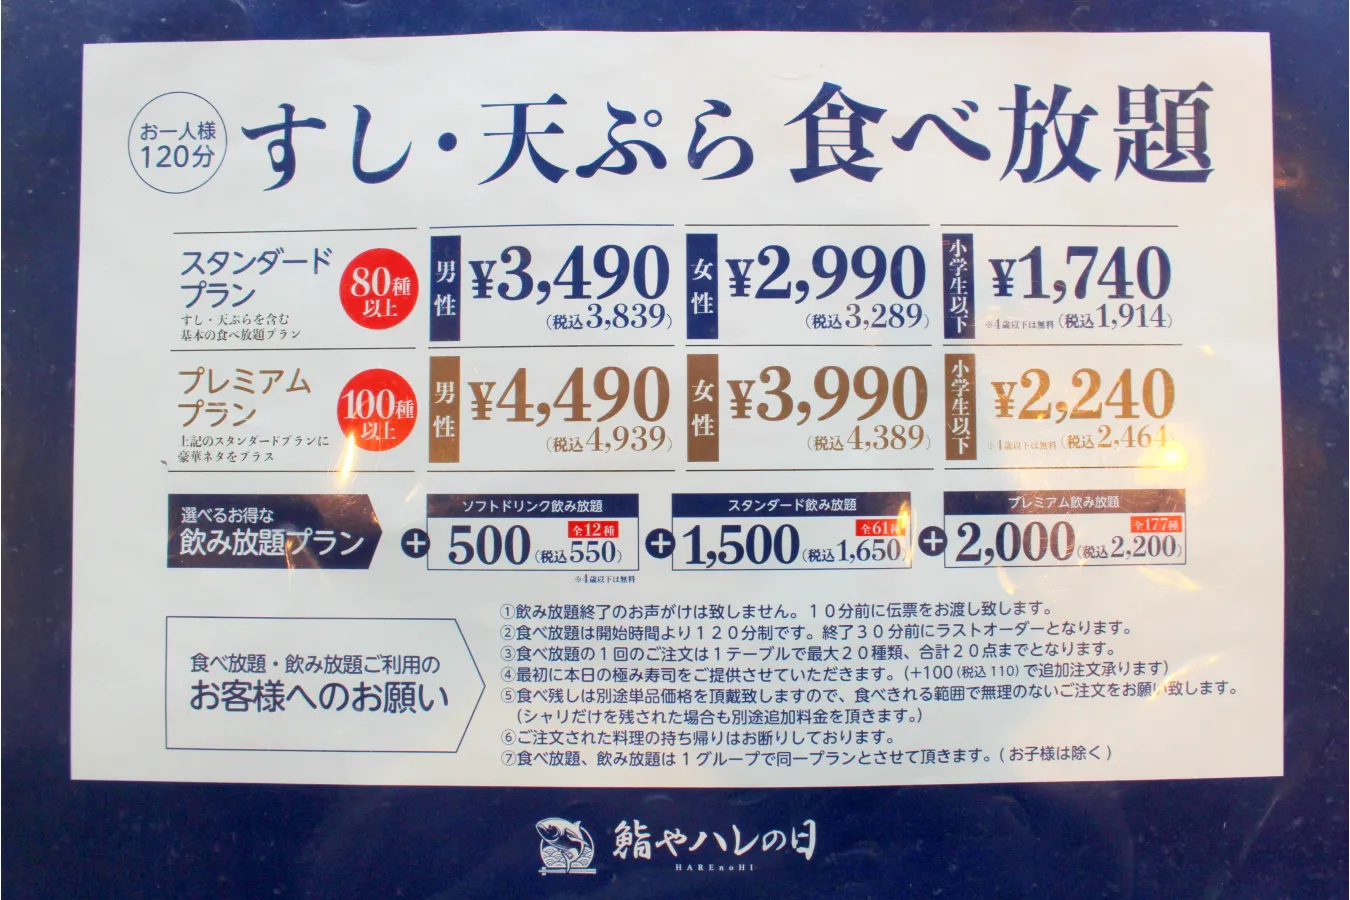 お一人様
120分
すし・天ぷら 食べ放題
スタンダード
プラン
すし・天ぷらを含む
基本の食べ放題プラン
80種
以上
男性
¥3,490
(税込3,839)
女性
¥2,990
(税込3,289)
小学生以下
¥1,740
※4歳以下は無料 (税込1,914)
プレミアム
プラン
上記のスタンダードプランに
豪華ネタをプラス
100種
以上
男性
¥4,490
(税込4,939)
女性
¥3,990
(税込4,389)
小学生以下
¥2,240
※4歳以下は無料 (税込2,464)
選べるお得な
飲み放題プラン
+
ソフトドリンク飲み放題
全12種
500(税込550)
※4歳以下は無料
+
スタンダード飲み放題
全61種
1,500(税込1,650)
+
プレミアム飲み放題
全177種
2,000(税込2,200)
食べ放題・飲み放題ご利用の
お客様へのお願い
①飲み放題終了のお声がけは致しません。１０分前に伝票をお渡し致します。
②食べ放題は開始時間より１２０分制です。終了３０分前にラストオーダーとなります。
③食べ放題の１回のご注文は１テーブルで最大２０種類、合計２０点までとなります。
④最初に本日の極み寿司をご提供させていただきます。(+100(税込110)で追加注文承ります)
⑤食べ残しは別途単品価格を頂戴致しますので、食べきれる範囲で無理のないご注文をお願い致します。
（シャリだけを残された場合も別途追加料金を頂きます。）
⑥ご注文された料理の持ち帰りはお断りしております。
⑦食べ放題、飲み放題は１グループで同一プランとさせて頂きます。(お子様は除く)
鮨やハレの日
HAREnoHI